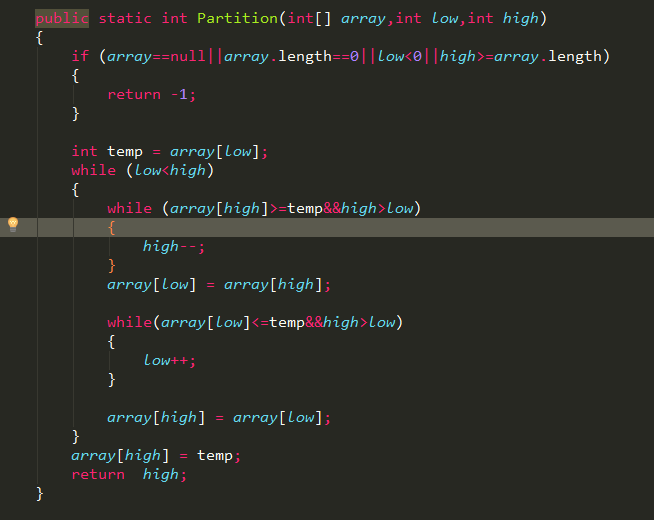 public static int Partition(int[] array,int low,int high)
{
    if (array==null||array.length==0||low<0||high>=array.length)
    {
        return -1;
    }

    int temp = array[low];
    while (low<high)
    {
        while (array[high]>=temp&&high>low)
        {
            high--;
        }
        array[low] = array[high];

        while(array[low]<=temp&&high>low)
        {
            low++;
        }

        array[high] = array[low];
    }
    array[high] = temp;
    return  high;
}